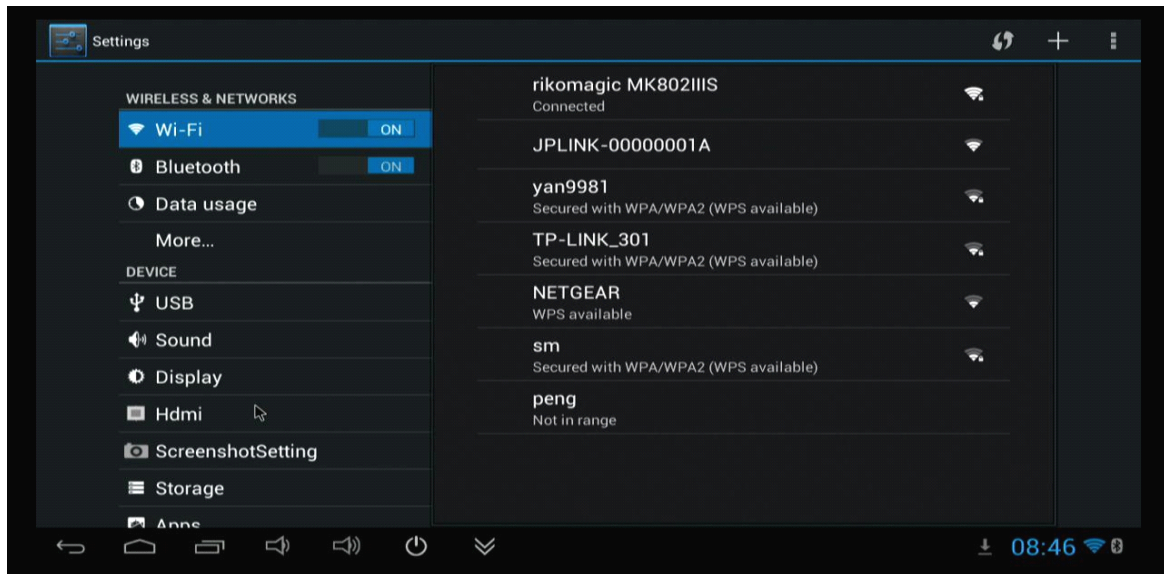 Settings
WIRELESS & NETWORKS
Wi-Fi ON
Bluetooth ON
Data usage
More...
DEVICE
USB
Sound
Display
Hdmi
ScreenshotSetting
Storage
Apps
rikomagic MK802IIIS
Connected
JPLINK-00000001A
yan9981
Secured with WPA/WPA2 (WPS available)
TP-LINK_301
Secured with WPA/WPA2 (WPS available)
NETGEAR
WPS available
sm
Secured with WPA/WPA2 (WPS available)
peng
Not in range
08:46